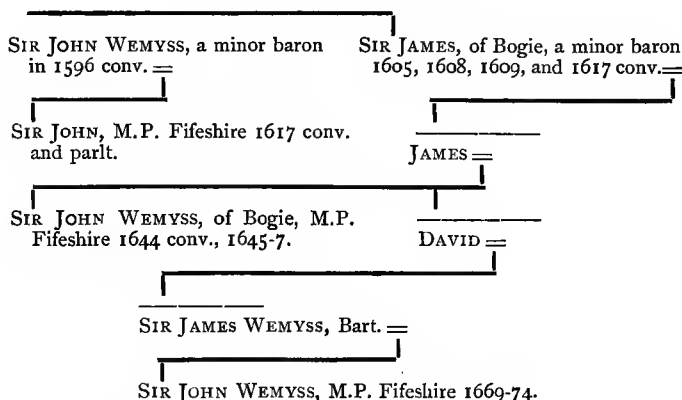 SIR JOHN WEMYSS, a minor baron
in 1596 conv. =
SIR JAMES, of Bogie, a minor baron
1605, 1608, 1609, and 1617 conv. =
SIR JOHN, M.P. Fifeshire 1617 conv.
and parlt.
JAMES =
SIR JOHN WEMYSS, of Bogie, M.P.
Fifeshire 1644 conv., 1645-7.
DAVID =
SIR JAMES WEMYSS, Bart. =
SIR JOHN WEMYSS, M.P. Fifeshire 1669-74.